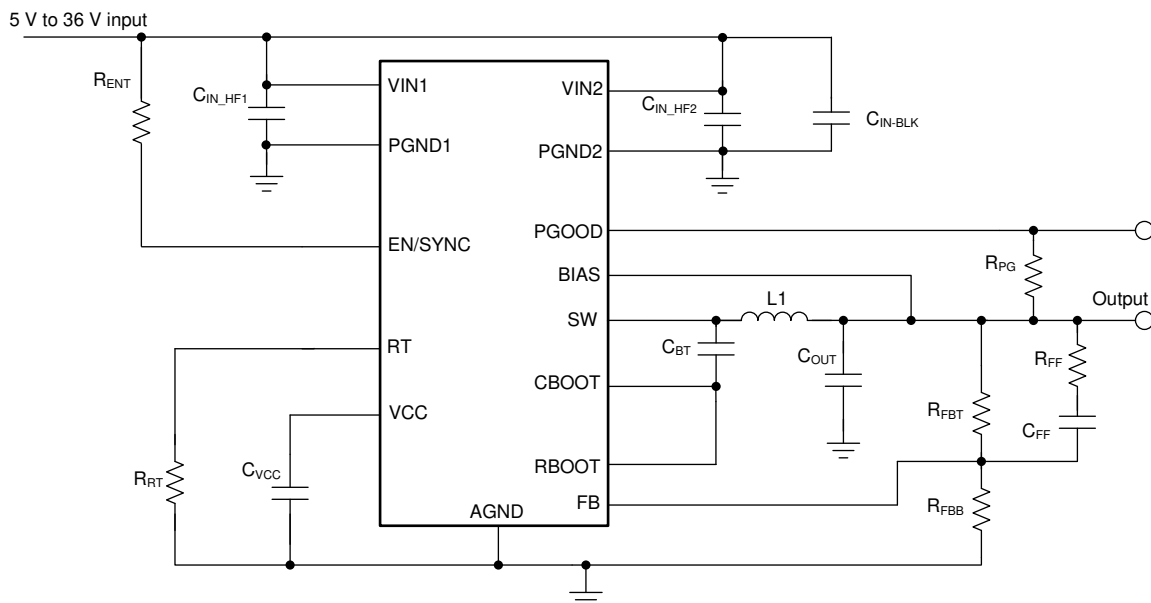 5 V to 36 V input
R_ENT
C_IN_HF1
VIN1
VIN2
C_IN_HF2
C_IN-BLK
PGND1
PGND2
EN/SYNC
PGOOD
BIAS
R_PG
L1
SW
Output
RT
C_BT
C_OUT
R_FF
CBOOT
VCC
R_FBT
C_FF
R_RT
C_VCC
RBOOT
FB
AGND
R_FBB